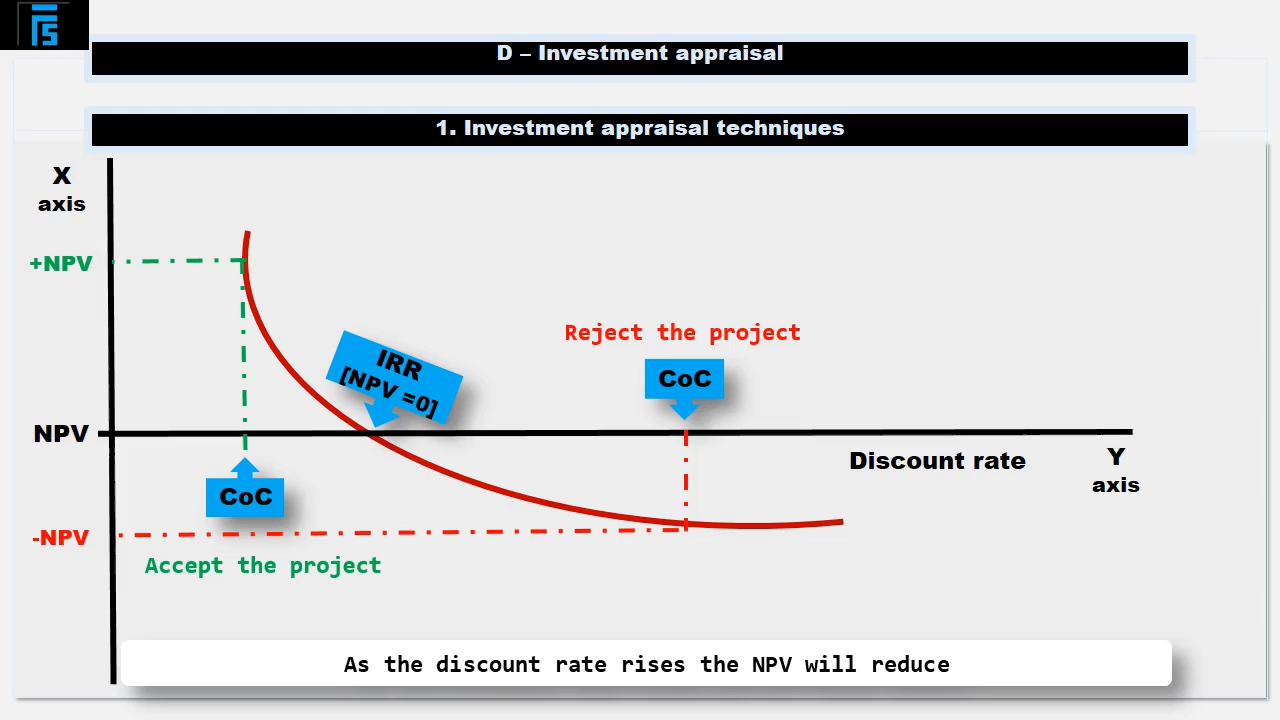 FS
D – Investment appraisal
1. Investment appraisal techniques
X
axis
+NPV
Reject the project
IRR
[NPV =0]
CoC
NPV
Discount rate
Y
axis
CoC
-NPV
Accept the project
As the discount rate rises the NPV will reduce